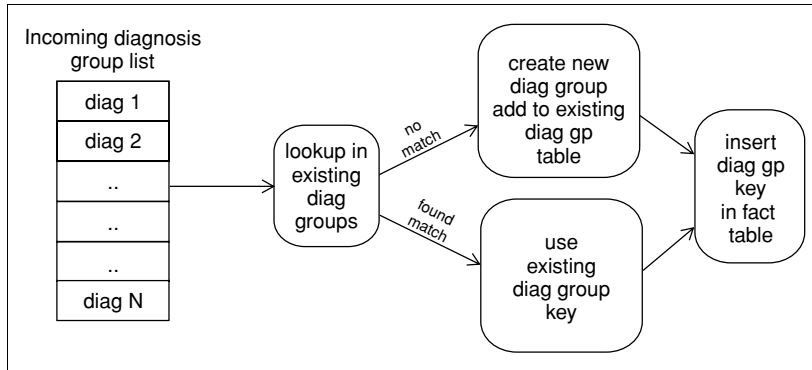 Incoming diagnosis
group list
diag 1
diag 2
..
..
..
diag N
lookup in
existing
diag
groups
no
match
found
match
create new
diag group
add to existing
diag gp
table
use
existing
diag group
key
insert
diag gp
key
in fact
table